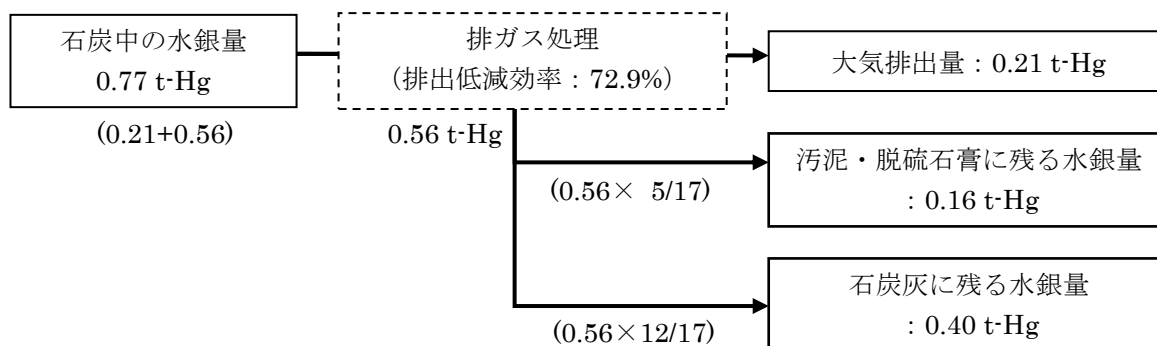 石炭中の水銀量
0.77 t-Hg
(0.21+0.56)
排ガス処理
(排出低減効率：72.9%)
0.56 t-Hg
大気排出量：0.21 t-Hg
(0.56× 5/17)
汚泥・脱硫石膏に残る水銀量
：0.16 t-Hg
(0.56×12/17)
石炭灰に残る水銀量
：0.40 t-Hg